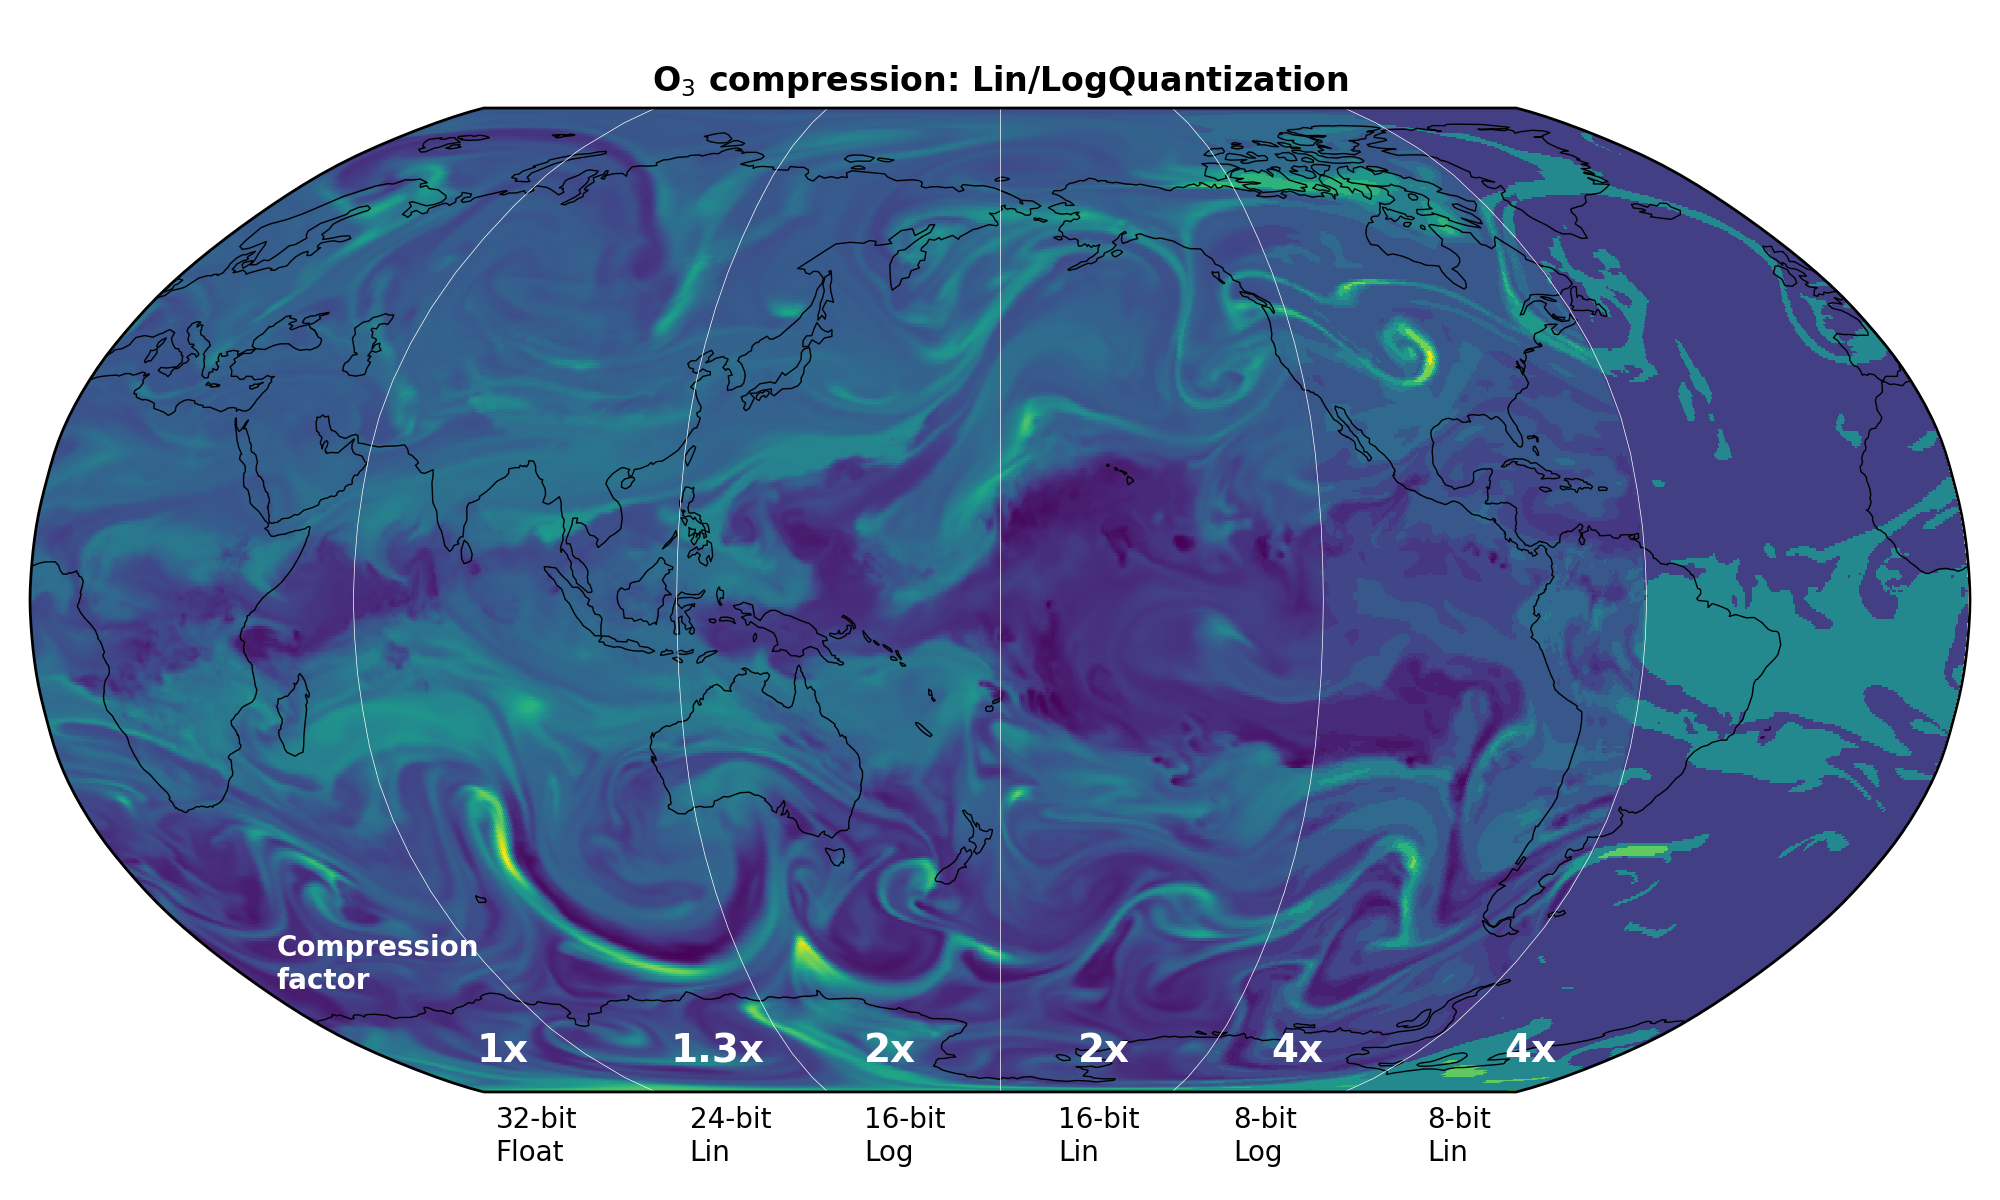 O₃ compression: Lin/LogQuantization
Compression
factor
1x 1.3x 2x 2x 4x 4x
32-bit 24-bit 16-bit 16-bit 8-bit 8-bit
Float Lin Log Lin Log Lin